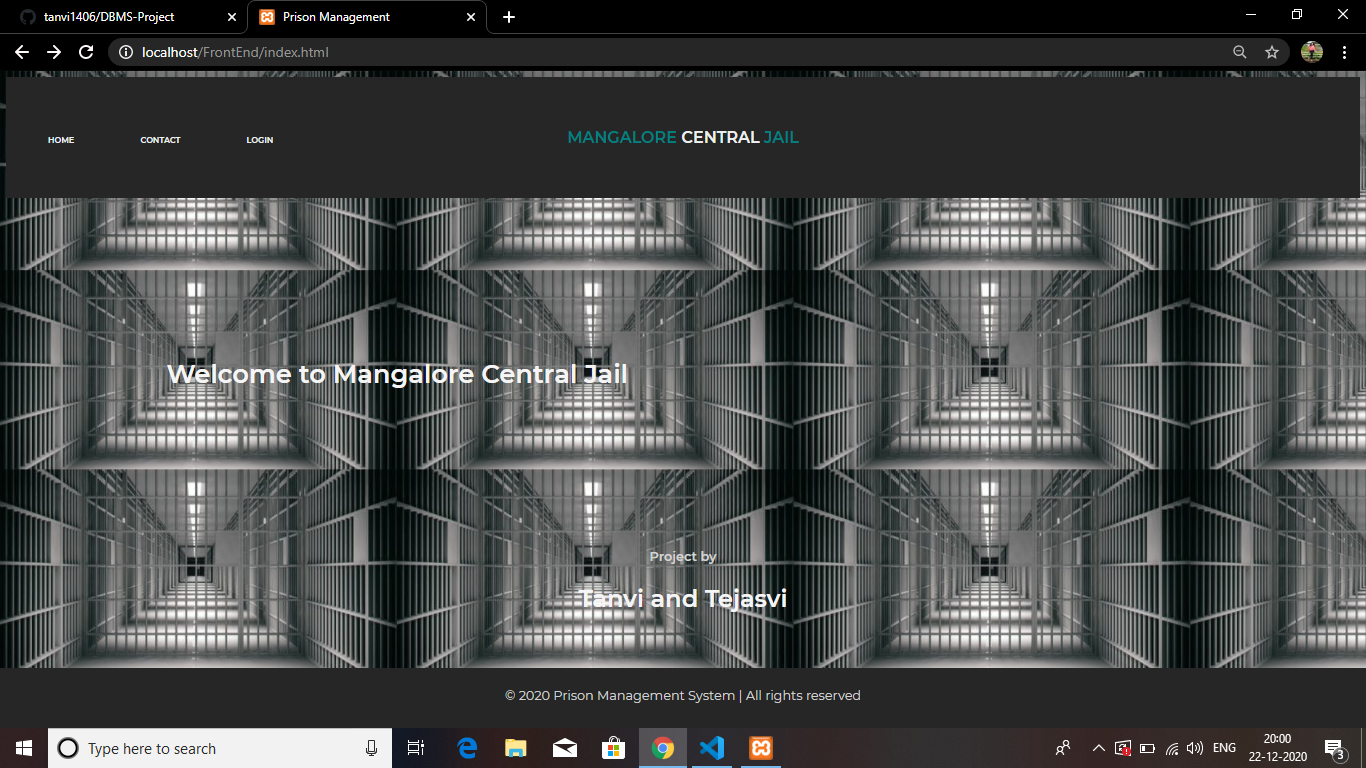 tanvi1406/DBMS-Project
Prison Management
localhost/FrontEnd/index.html
HOME
CONTACT
LOGIN
MANGALORE CENTRAL JAIL
Welcome to Mangalore Central Jail
Project by
Tanvi and Tejasvi
© 2020 Prison Management System | All rights reserved
Type here to search
ENG
20:00
22-12-2020
3